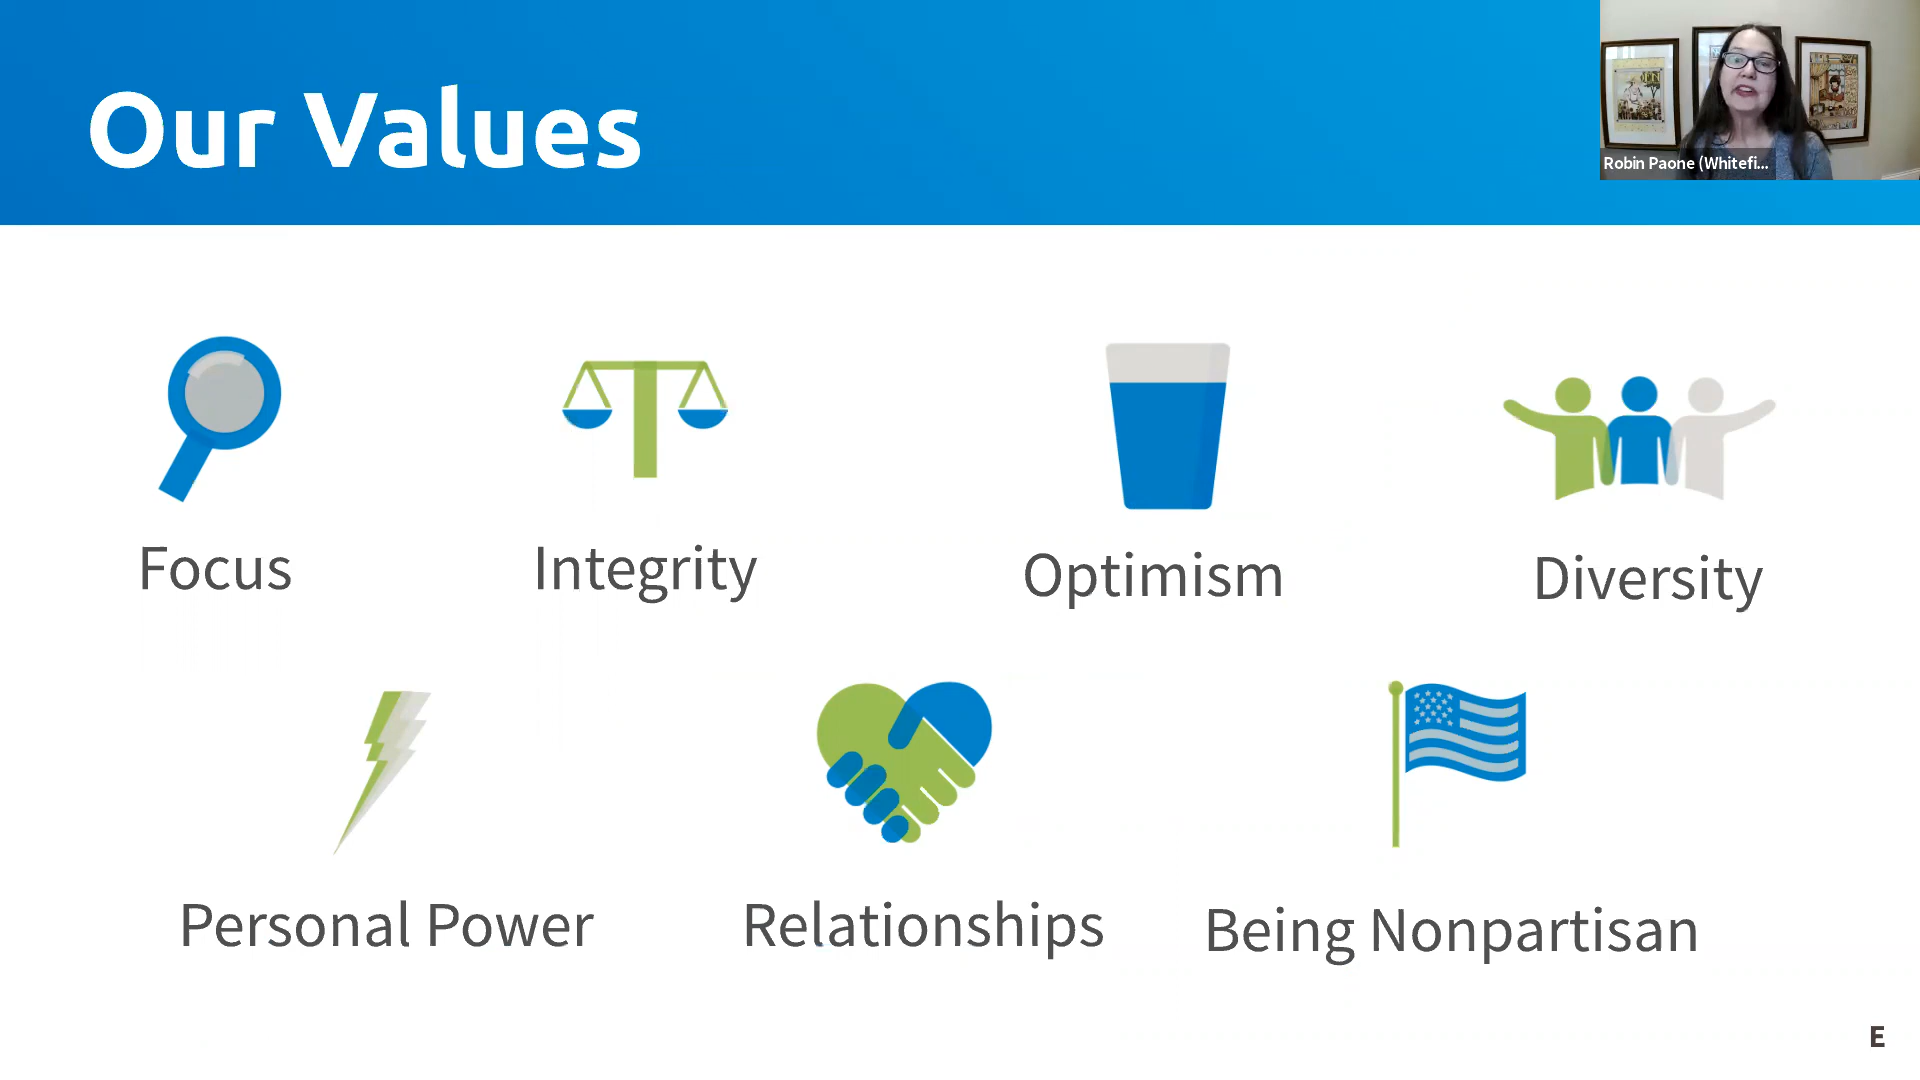 Our Values
Robin Paone (Whitefi...
Focus
Integrity
Optimism
Diversity
Personal Power
Relationships
Being Nonpartisan
E